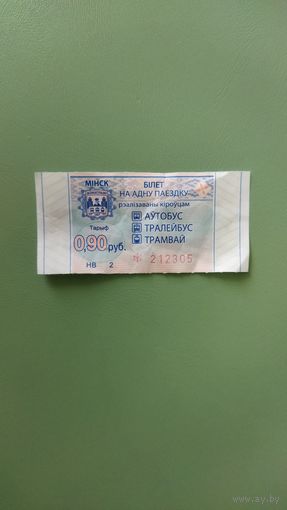 МІНСК
БІЛЕТ
НА АДНУ ПАЕЗДКУ
рэалізаваны кіроўцам
АЎТОБУС
ТРАЛЕЙБУС
ТРАМВАЙ
Тарыф
0,90 руб.
НВ 2
212305
www.ay.by